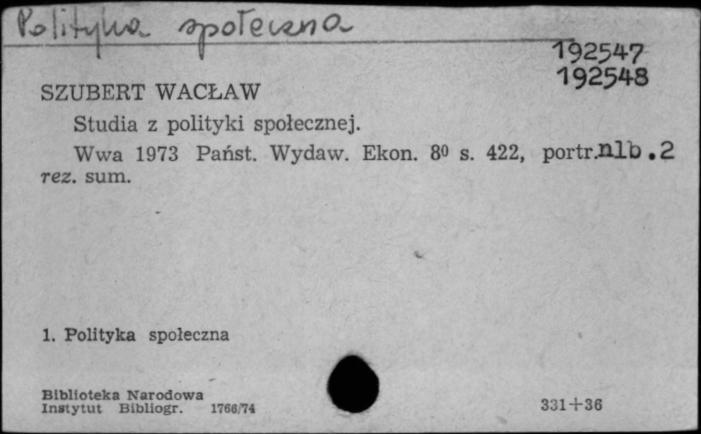 Polityka społeczna
192547
192548
SZUBERT WACŁAW
Studia z polityki społecznej.
Wwa 1973 Państ. Wydaw. Ekon. 8⁰ s. 422, portr.nlb.2
rez. sum.
1. Polityka społeczna
Biblioteka Narodowa
Instytut Bibliogr. 1766/74
331+36